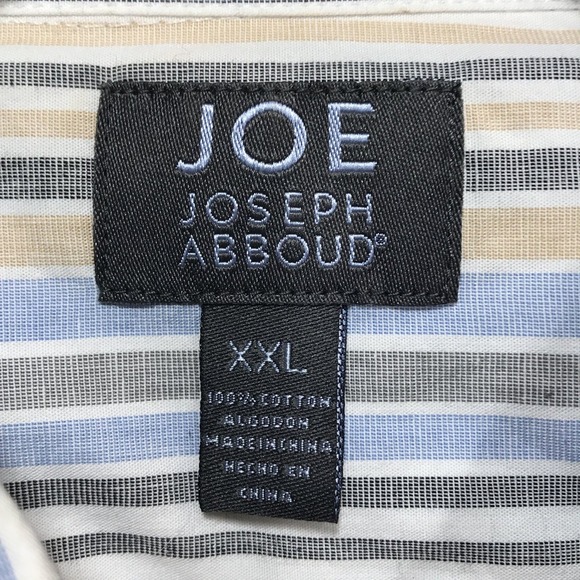 JOE
JOSEPH
ABBOUD®
XXL
100% COTTON
ALGODON
MADE IN CHINA
HECHO EN
CHINA